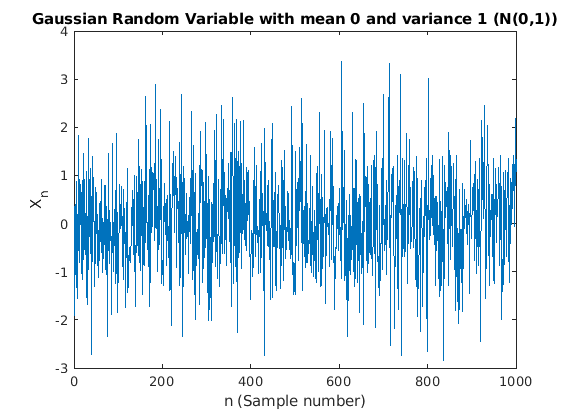 Gaussian Random Variable with mean 0 and variance 1 (N(0,1))
4
3
2
1
0
-1
-2
-3
X_n
0 200 400 600 800 1000
n (Sample number)